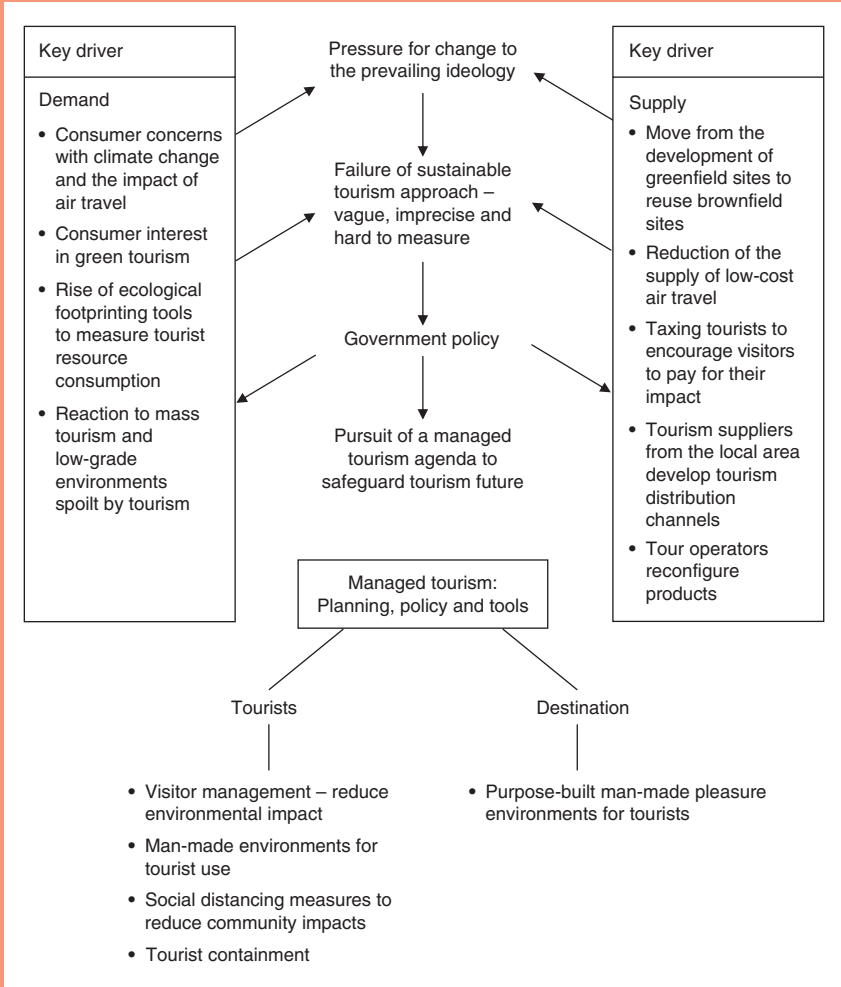 Key driver
Demand
• Consumer concerns
with climate change
and the impact of
air travel
• Consumer interest
in green tourism
• Rise of ecological
footprinting tools
to measure tourist
resource
consumption
• Reaction to mass
tourism and
low-grade
environments
spoilt by tourism
Pressure for change to
the prevailing ideology
Failure of sustainable
tourism approach –
vague, imprecise and
hard to measure
Government policy
Pursuit of a managed
tourism agenda to
safeguard tourism future
Key driver
Supply
• Move from the
development of
greenfield sites to
reuse brownfield
sites
• Reduction of the
supply of low-cost
air travel
• Taxing tourists to
encourage visitors
to pay for their
impact
• Tourism suppliers
from the local area
develop tourism
distribution
channels
• Tour operators
reconfigure
products
Managed tourism:
Planning, policy and tools
Tourists
• Visitor management – reduce
environmental impact
• Man-made environments for
tourist use
• Social distancing measures to
reduce community impacts
• Tourist containment
Destination
• Purpose-built man-made pleasure
environments for tourists